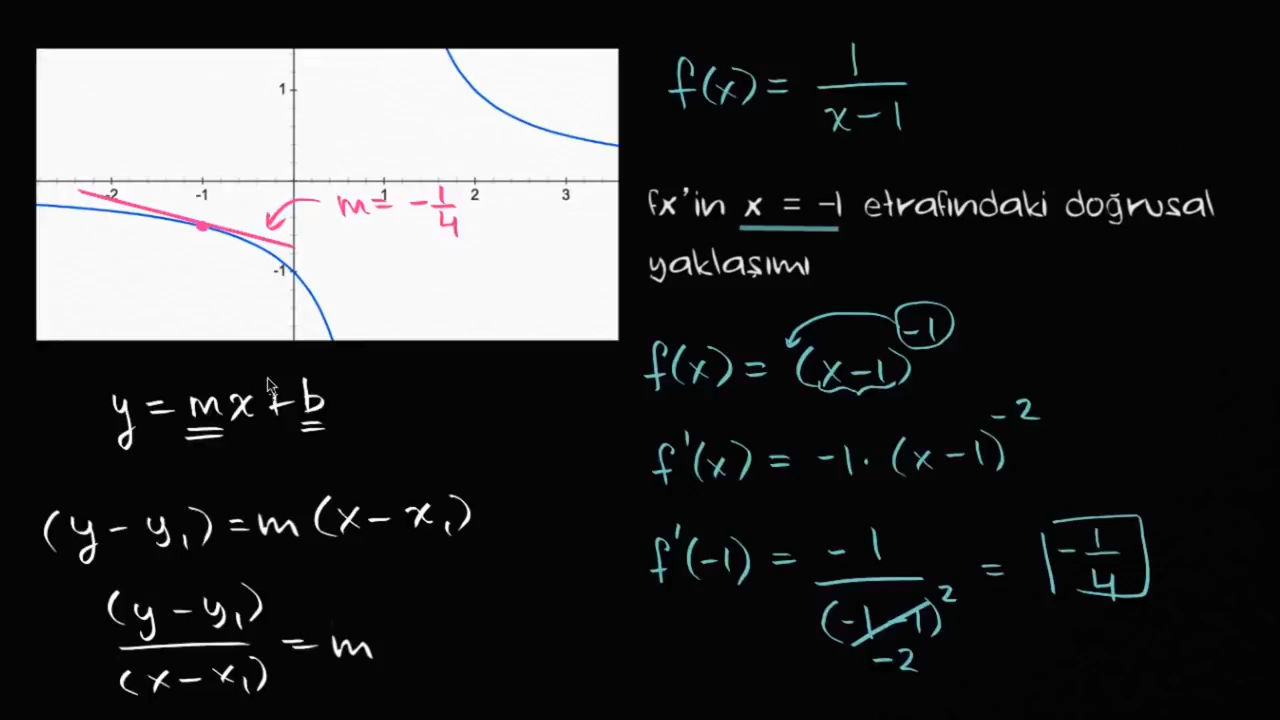 1
-2 -1 1 2 3
-1
m = -1/4
y = mx + b
(y - y₁) = m (x - x₁)
(y - y₁)/(x - x₁) = m
f(x) = 1/(x - 1)
fx'in x = -1 etrafındaki doğrusal
yaklaşımı
f(x) = (x - 1)⁻¹
f'(x) = -1 · (x - 1)⁻²
f'(-1) = -1/(-1 - 1)² = -1/4
-2